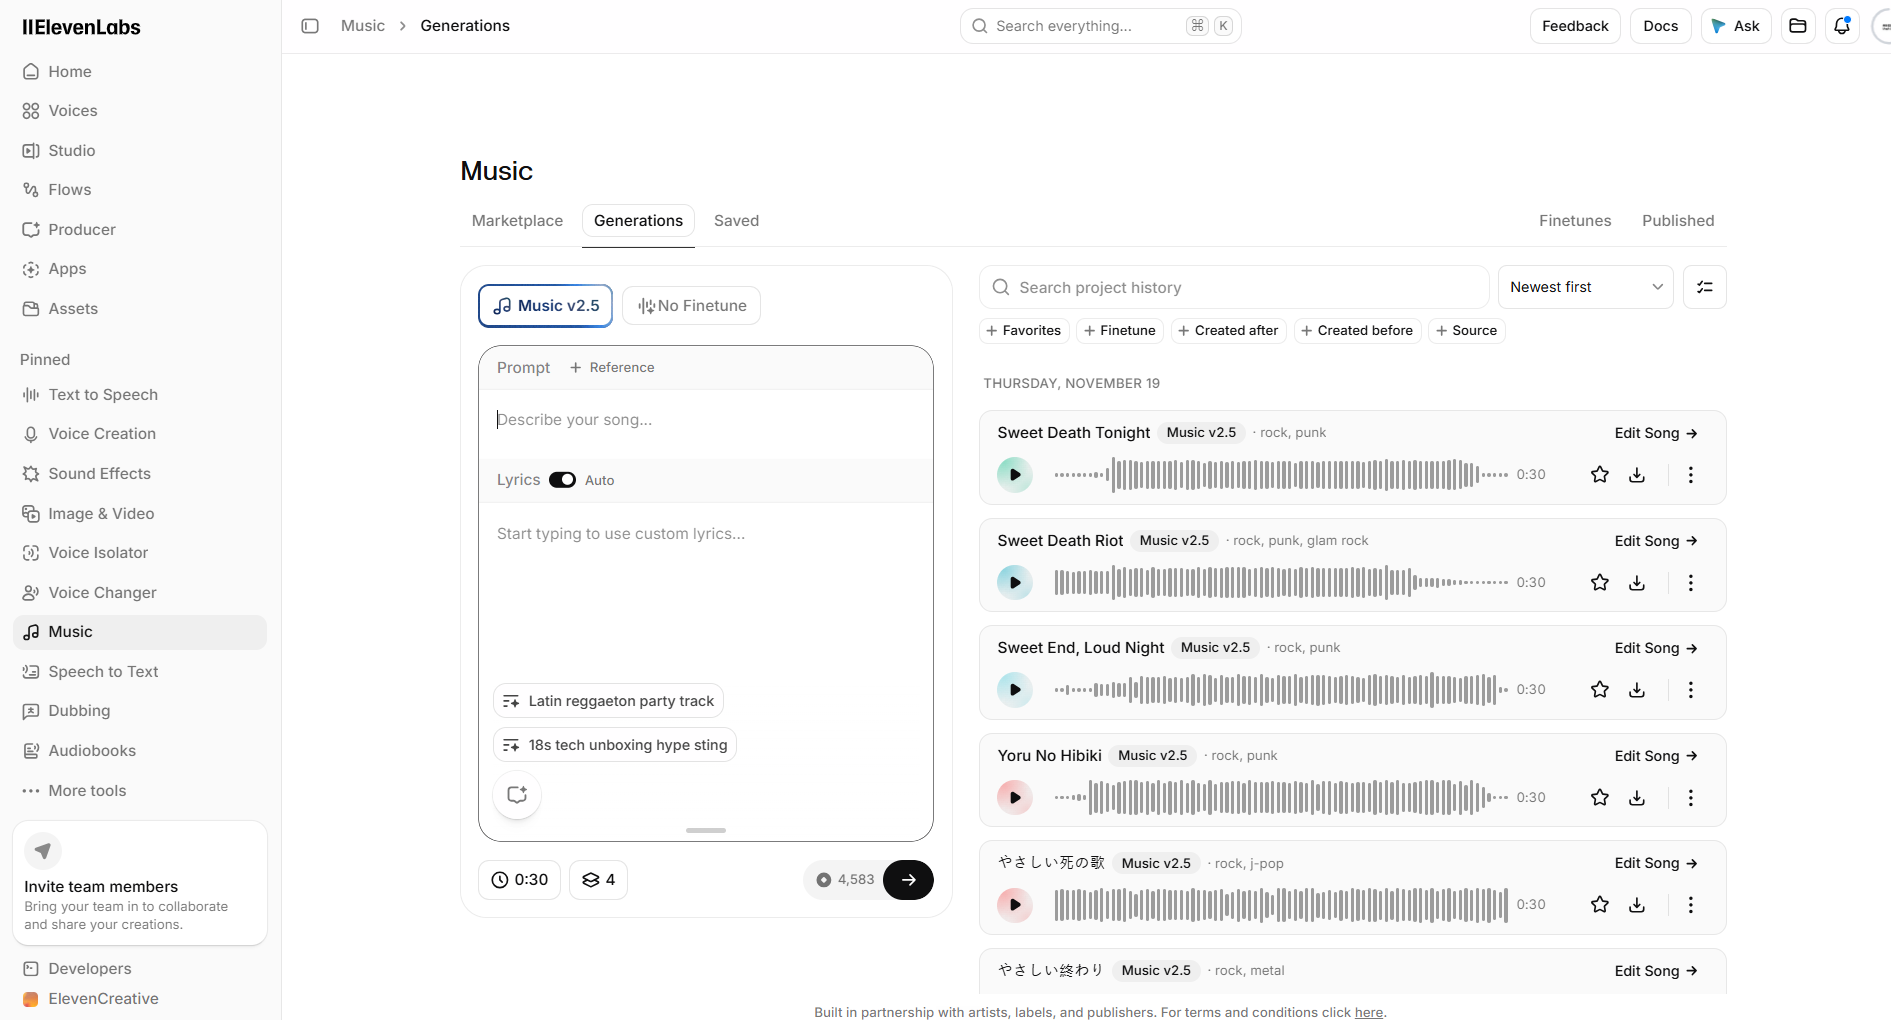 IIElevenLabs
Home
Voices
Studio
Flows
Producer
Apps
Assets
Pinned
Text to Speech
Voice Creation
Sound Effects
Image & Video
Voice Isolator
Voice Changer
Music
Speech to Text
Dubbing
Audiobooks
More tools
Invite team members
Bring your team in to collaborate
and share your creations.
Developers
ElevenCreative
Music > Generations
Search everything... ⌘ K
Feedback
Docs
Ask
Music
Marketplace
Generations
Saved
Finetunes
Published
Music v2.5
No Finetune
Prompt + Reference
Describe your song...
Lyrics Auto
Start typing to use custom lyrics...
Latin reggaeton party track
18s tech unboxing hype sting
0:30
4
4,583
Search project history
Newest first
+ Favorites
+ Finetune
+ Created after
+ Created before
+ Source
THURSDAY, NOVEMBER 19
Sweet Death Tonight Music v2.5 · rock, punk Edit Song →
0:30
Sweet Death Riot Music v2.5 · rock, punk, glam rock Edit Song →
0:30
Sweet End, Loud Night Music v2.5 · rock, punk Edit Song →
0:30
Yoru No Hibiki Music v2.5 · rock, punk Edit Song →
0:30
やさしい死の歌 Music v2.5 · rock, j-pop Edit Song →
0:30
やさしい終わり Music v2.5 · rock, metal Edit Song →
Built in partnership with artists, labels, and publishers. For terms and conditions click here.